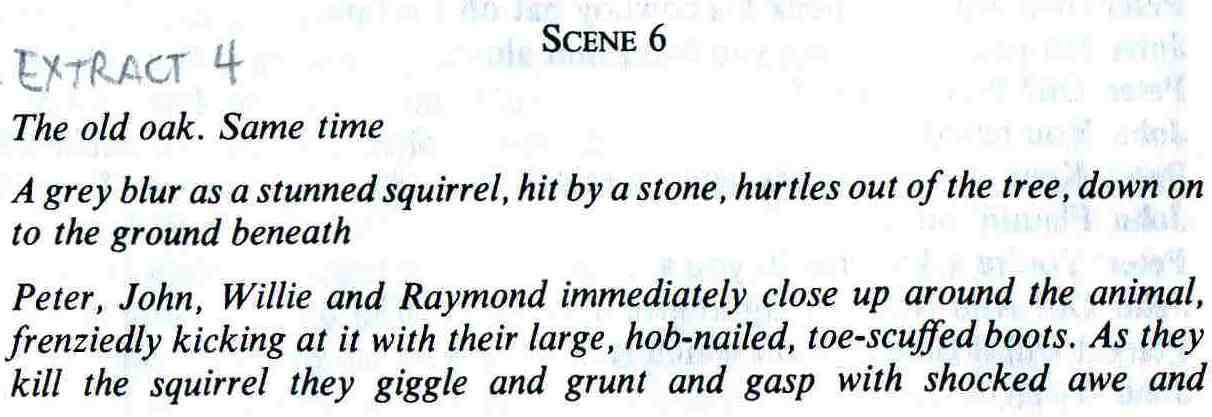 SCENE 6
EXTRACT 4
The old oak. Same time
A grey blur as a stunned squirrel, hit by a stone, hurtles out of the tree, down on
to the ground beneath
Peter, John, Willie and Raymond immediately close up around the animal,
frenziedly kicking at it with their large, hob-nailed, toe-scuffed boots. As they
kill the squirrel they giggle and grunt and gasp with shocked awe and